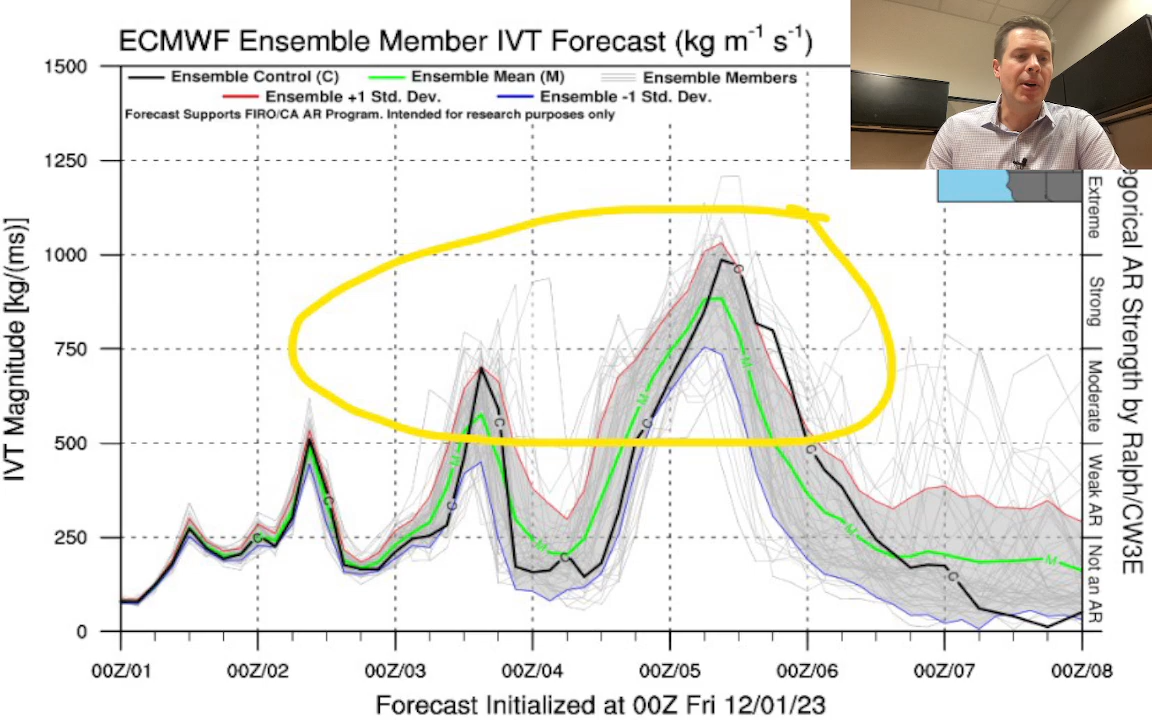 ECMWF Ensemble Member IVT Forecast (kg m-1 s-1)
Ensemble Control (C) Ensemble Mean (M) Ensemble Members
Ensemble +1 Std. Dev. Ensemble -1 Std. Dev.
Forecast Supports FIRO/CA AR Program. Intended for research purposes only
IVT Magnitude [kg/(ms)]
1500
1250
1000
750
500
250
0
C C C C C C C C C
M M M M M M
Extreme
Strong
Moderate
Weak AR
Not an AR
egorical AR Strength by Ralph/CW3E
00Z/01 00Z/02 00Z/03 00Z/04 00Z/05 00Z/06 00Z/07 00Z/08
Forecast Initialized at 00Z Fri 12/01/23